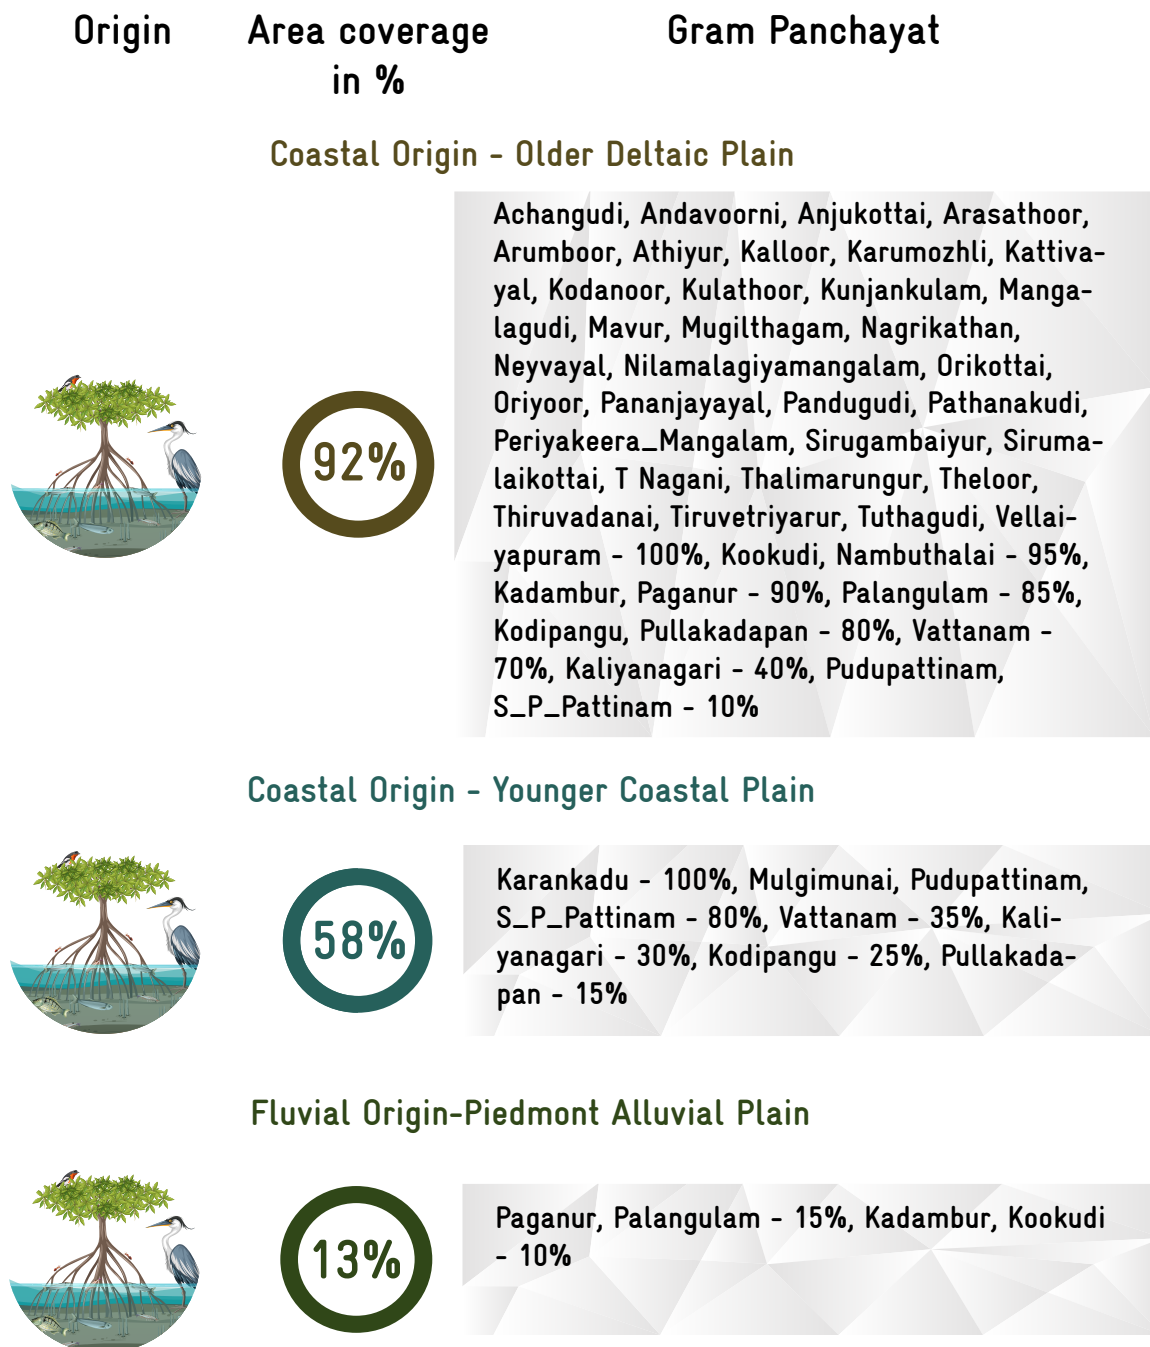 Origin
Area coverage
in %
Gram Panchayat
Coastal Origin - Older Deltaic Plain
92%
Achangudi, Andavoorni, Anjukottai, Arasathoor,
Arumboor, Athiyur, Kalloor, Karumozhli, Kattiva-
yal, Kodanoor, Kulathoor, Kunjankulam, Manga-
lagudi, Mavur, Mugilthagam, Nagrikathan,
Neyvayal, Nilamalagiyamangalam, Orikottai,
Oriyoor, Pananjayayal, Pandugudi, Pathanakudi,
Periyakeera_Mangalam, Sirugambaiyur, Siruma-
laikottai, T Nagani, Thalimarungur, Theloor,
Thiruvadanai, Tiruvetriyarur, Tuthagudi, Vellai-
yapuram - 100%, Kookudi, Nambuthalai - 95%,
Kadambur, Paganur - 90%, Palangulam - 85%,
Kodipangu, Pullakadapan - 80%, Vattanam -
70%, Kaliyanagari - 40%, Pudupattinam,
S_P_Pattinam - 10%
Coastal Origin - Younger Coastal Plain
58%
Karankadu - 100%, Mulgimunai, Pudupattinam,
S_P_Pattinam - 80%, Vattanam - 35%, Kali-
yanagari - 30%, Kodipangu - 25%, Pullakada-
pan - 15%
Fluvial Origin-Piedmont Alluvial Plain
13%
Paganur, Palangulam - 15%, Kadambur, Kookudi
- 10%